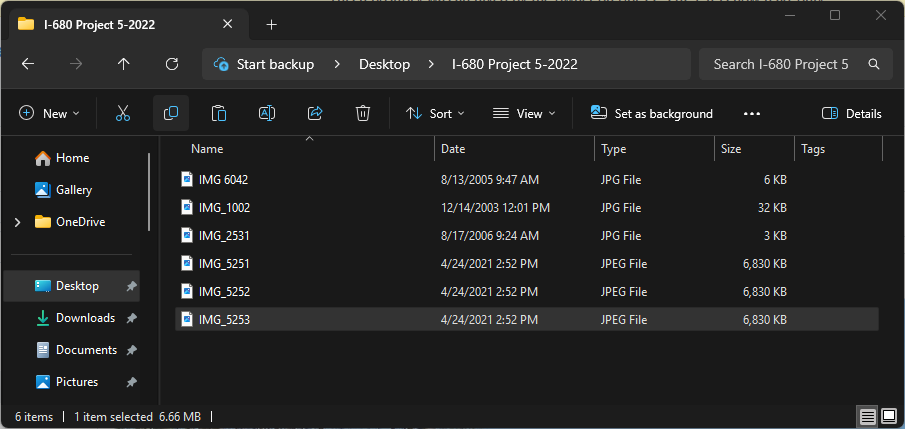 I-680 Project 5-2022
Start backup > Desktop > I-680 Project 5-2022 Search I-680 Project 5
New Sort View Set as background ... Details
Name Date Type Size Tags
Home
Gallery
OneDrive
Desktop
Downloads
Documents
Pictures
IMG 6042 8/13/2005 9:47 AM JPG File 6 KB
IMG_1002 12/14/2003 12:01 PM JPG File 32 KB
IMG_2531 8/17/2006 9:24 AM JPG File 3 KB
IMG_5251 4/24/2021 2:52 PM JPEG File 6,830 KB
IMG_5252 4/24/2021 2:52 PM JPEG File 6,830 KB
IMG_5253 4/24/2021 2:52 PM JPEG File 6,830 KB
6 items | 1 item selected 6.66 MB |